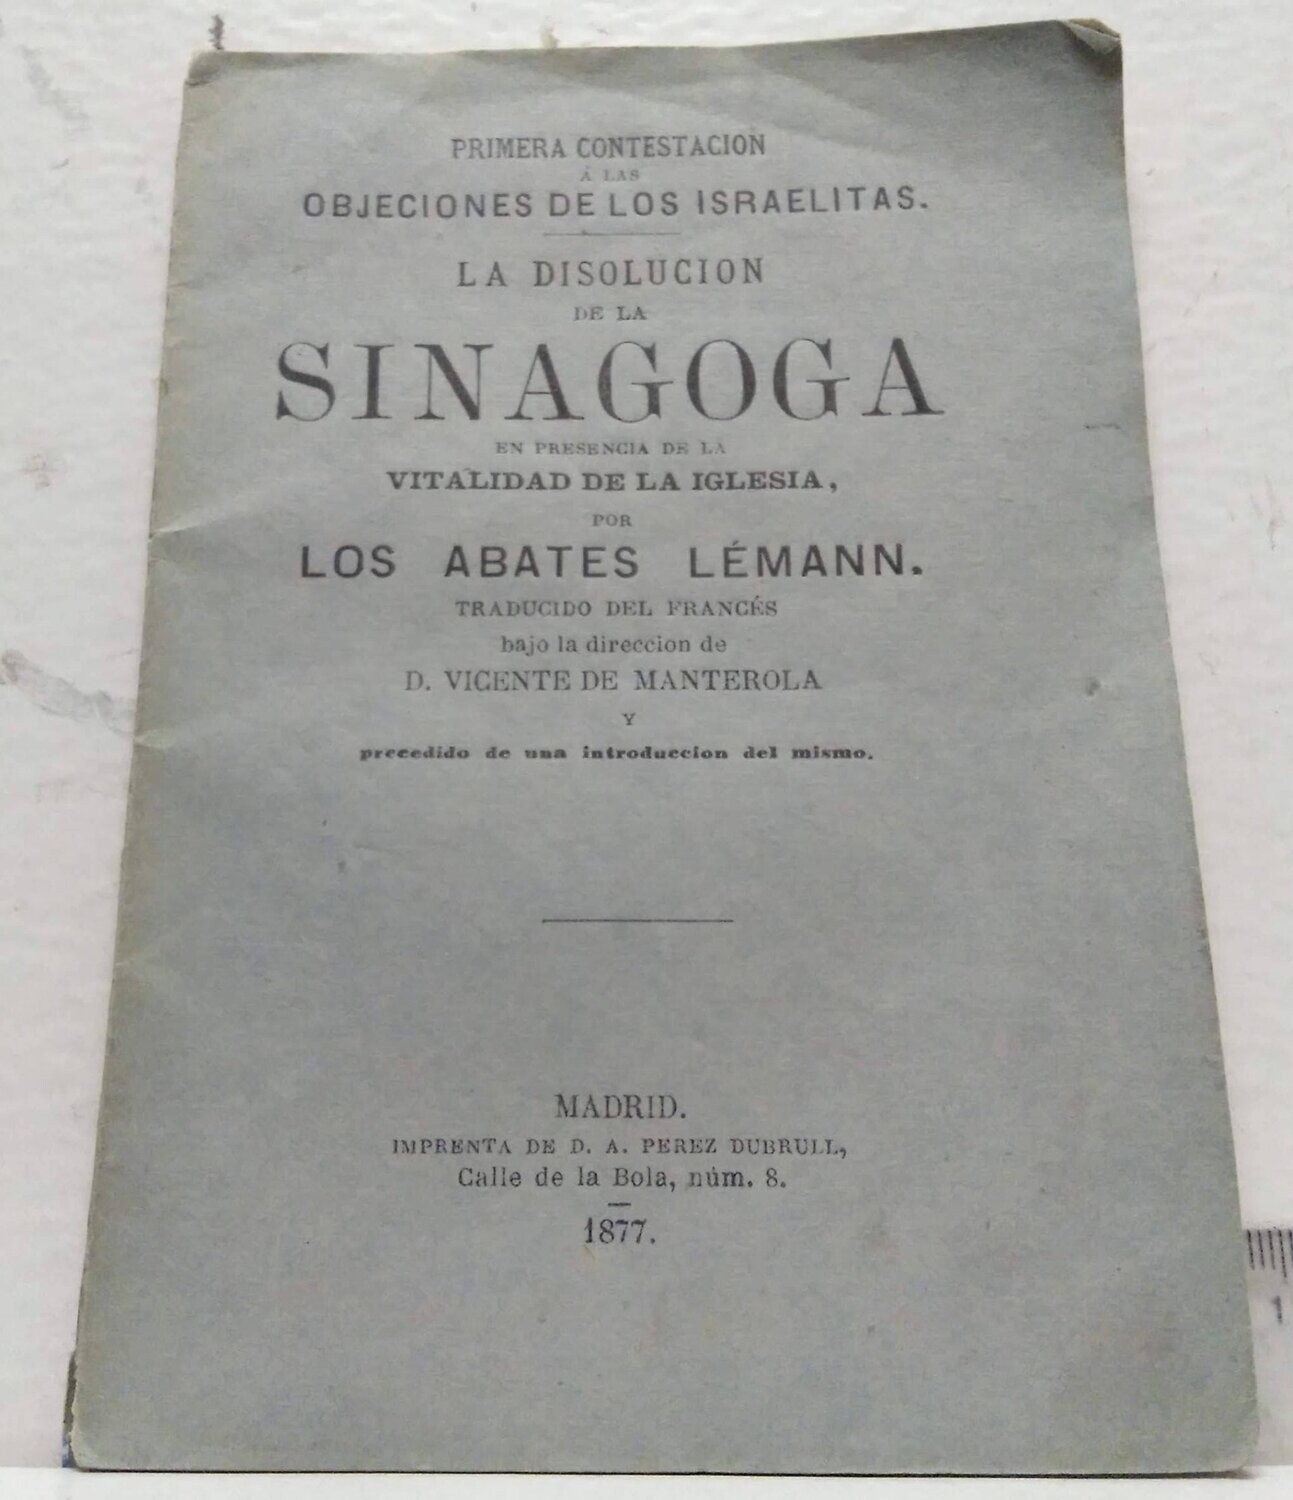 PRIMERA CONTESTACION
Á LAS
OBJECIONES DE LOS ISRAELITAS.
LA DISOLUCION
DE LA
SINAGOGA
EN PRESENCIA DE LA
VITALIDAD DE LA IGLESIA,
POR
LOS ABATES LÉMANN.
TRADUCIDO DEL FRANCÉS
bajo la direccion de
D. VICENTE DE MANTEROLA
Y
precedido de una introduccion del mismo.
MADRID.
IMPRENTA DE D. A. PEREZ DUBRULL,
Calle de la Bola, núm. 8.
1877.
1